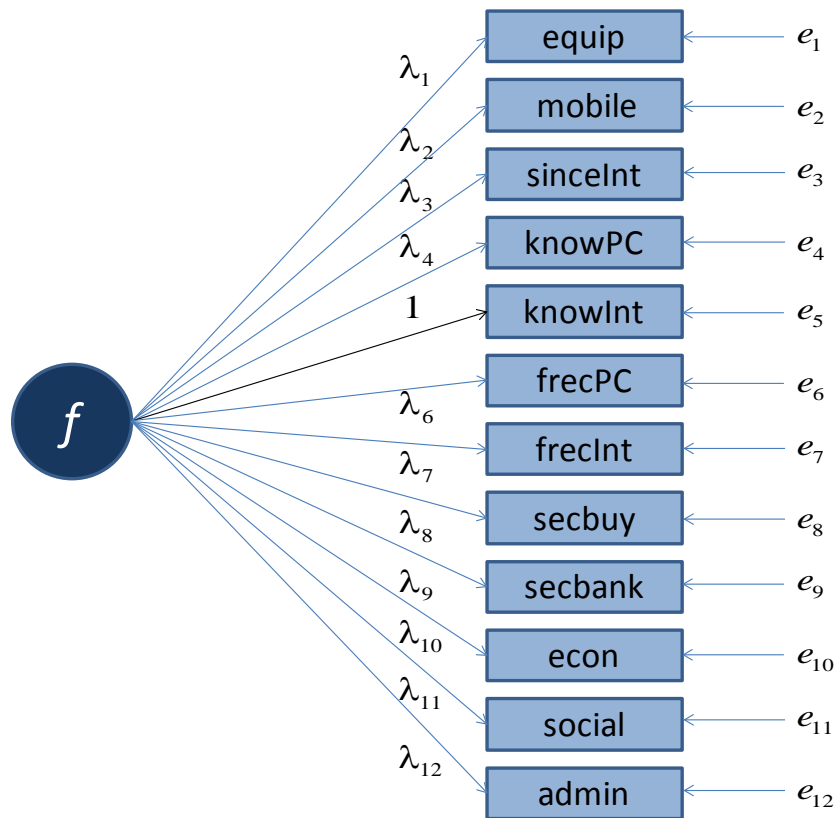 equip e₁
λ₁
mobile e₂
λ₂
sinceInt e₃
λ₃
knowPC e₄
λ₄
1
knowInt e₅
frecPC e₆
λ₆
f
frecInt e₇
λ₇
secbuy e₈
λ₈
secbank e₉
λ₉
λ₁₀
econ e₁₀
λ₁₁
social e₁₁
λ₁₂
admin e₁₂